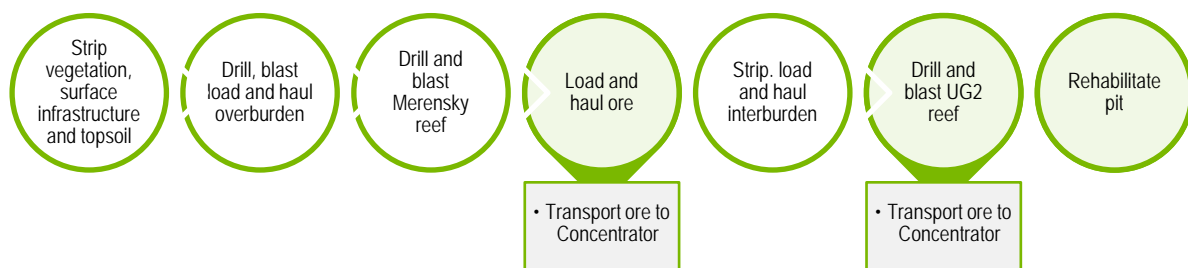 Strip
vegetation,
surface
infrastructure
and topsoil
Drill, blast
load and haul
overburden
Drill and
blast
Merensky
reef
Load and
haul ore
Strip. load
and haul
interburden
Drill and
blast UG2
reef
Rehabilitate
pit
• Transport ore to
Concentrator
• Transport ore to
Concentrator